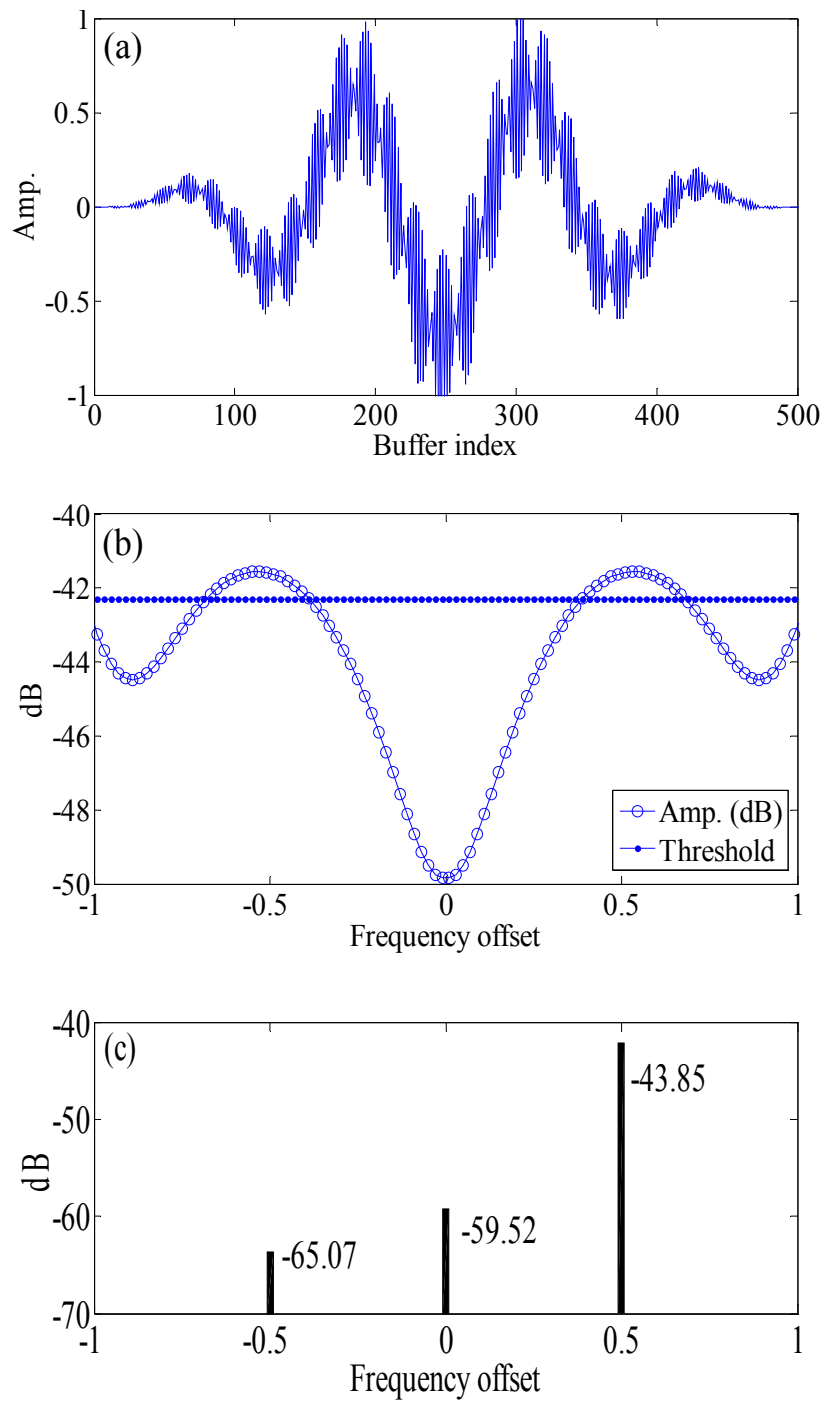 (a)
1
0.5
0
-0.5
-1
Amp.
0 100 200 300 400 500
Buffer index
(b)
-40
-42
-44
-46
-48
-50
dB
Amp. (dB)
Threshold
-1 -0.5 0 0.5 1
Frequency offset
(c)
-40
-50
-60
-70
dB
-43.85
-59.52
-65.07
-1 -0.5 0 0.5 1
Frequency offset